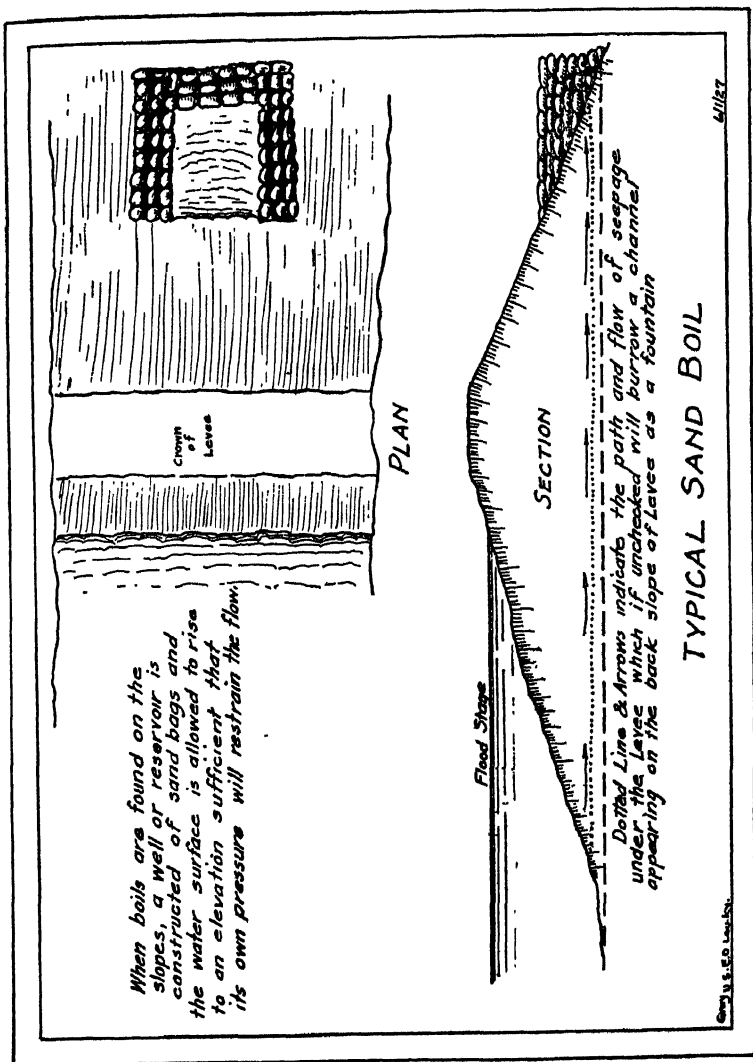 When boils are found on the
slopes, a well or reservoir is
constructed of sand bags and
the water surface is allowed to rise
to an elevation sufficient that
its own pressure will restrain the flow.
Crown
of
Levee
PLAN
Flood Stage
SECTION
Dotted Line & Arrows indicate the path and flow of seepage
under the Levee which if unchecked will burrow a channel
appearing on the back slope of Levee as a fountain
TYPICAL SAND BOIL
U.S.E.D.
6/1/27